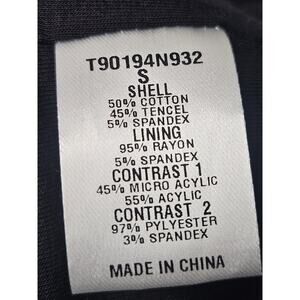 T90194N932
S
SHELL
50% COTTON
45% TENCEL
5% SPANDEX
LINING
95% RAYON
5% SPANDEX
CONTRAST 1
45% MICRO ACYLIC
55% ACYLIC
CONTRAST 2
97% PYLYESTER
3% SPANDEX
MADE IN CHINA